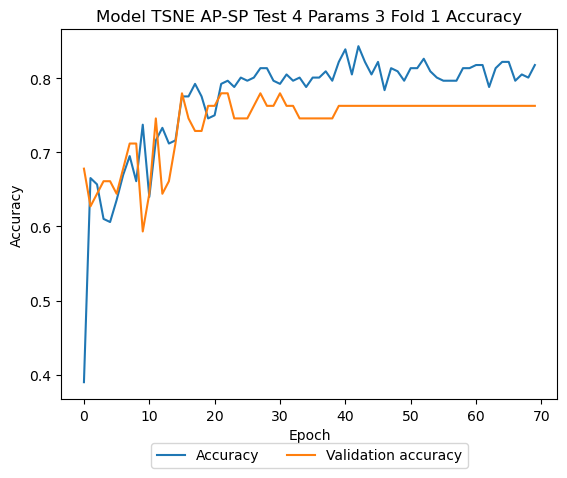 Model TSNE AP-SP Test 4 Params 3 Fold 1 Accuracy
Accuracy
0.8
0.7
0.6
0.5
0.4
0 10 20 30 40 50 60 70
Epoch
Accuracy Validation accuracy